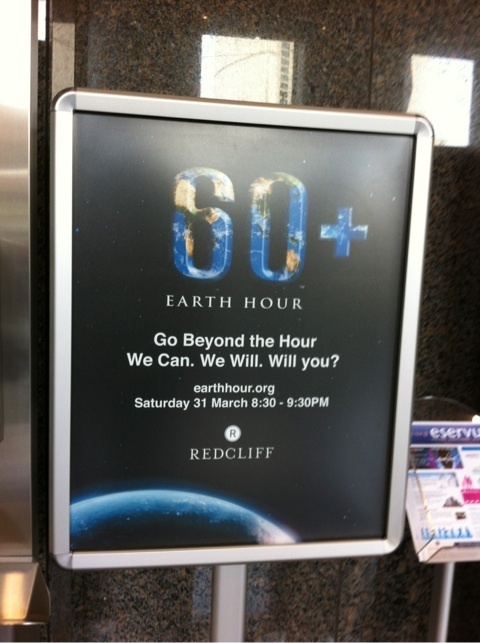 60+
EARTH HOUR
Go Beyond the Hour
We Can. We Will. Will you?
earthhour.org
Saturday 31 March 8:30 - 9:30PM
R
REDCLIFF
eservu